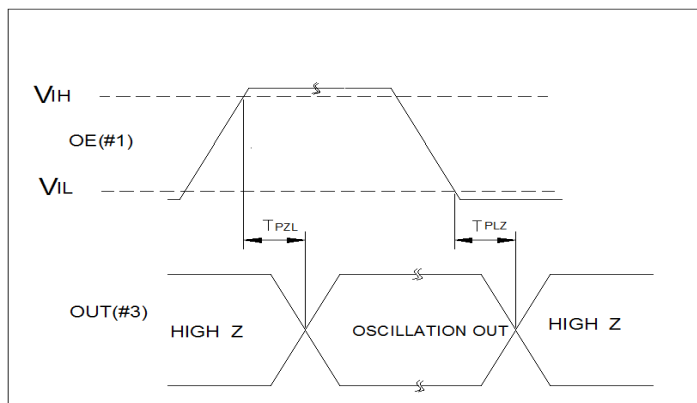 VIH
OE(#1)
VIL
TPZL
TPLZ
OUT(#3)
HIGH Z
OSCILLATION OUT
HIGH Z